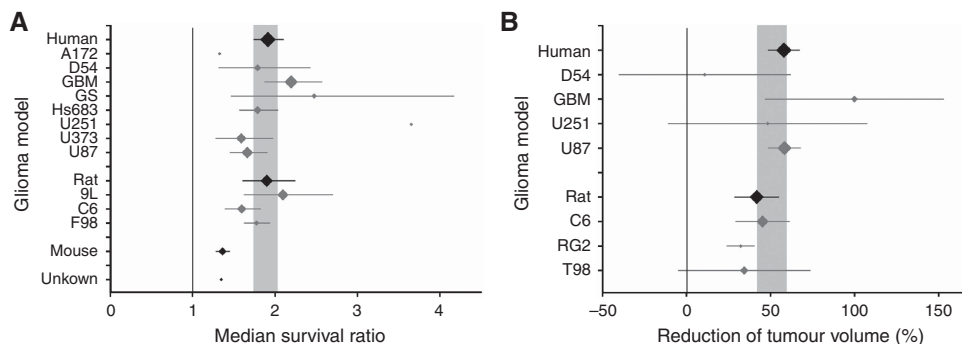 A
Glioma model
Human
A172
D54
GBM
GS
Hs683
U251
U373
U87
Rat
9L
C6
F98
Mouse
Unkown
0 1 2 3 4
Median survival ratio
B
Glioma model
Human
D54
GBM
U251
U87
Rat
C6
RG2
T98
–50 0 50 100 150
Reduction of tumour volume (%)